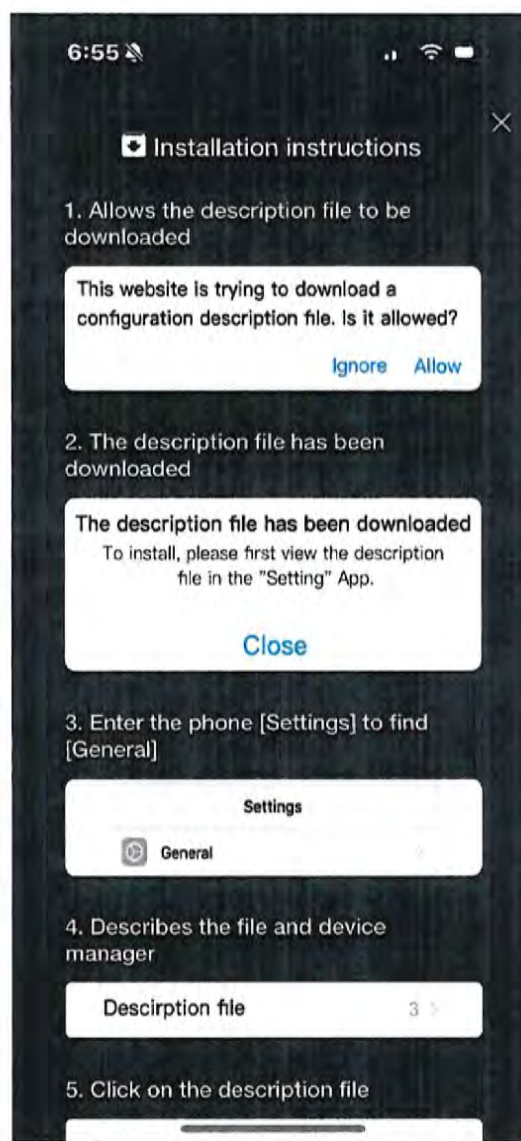 6:55
Installation instructions
1. Allows the description file to be
downloaded
This website is trying to download a
configuration description file. Is it allowed?
Ignore Allow
2. The description file has been
downloaded
The description file has been downloaded
To install, please first view the description
file in the "Setting" App.
Close
3. Enter the phone [Settings] to find
[General]
Settings
General
4. Describes the file and device
manager
Descirption file 3
5. Click on the description file